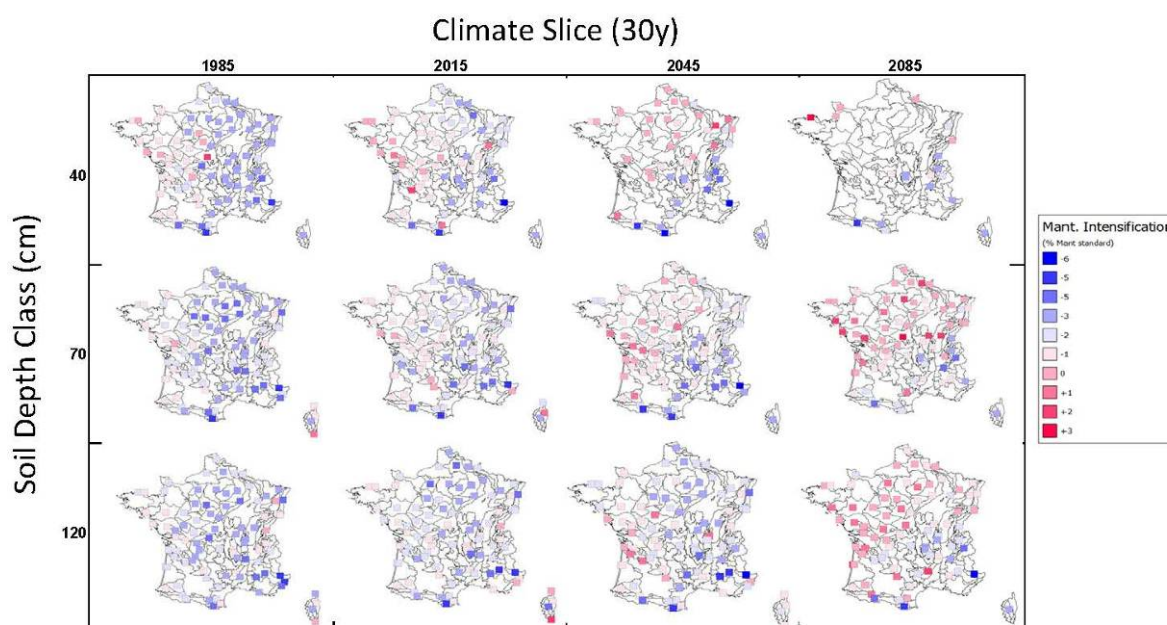 Climate Slice (30y)
1985 2015 2045 2085
Soil Depth Class (cm)
40
70
120
Mant. Intensification
(% Mant standard)
-6
-5
-5
-3
-2
-1
0
+1
+2
+3